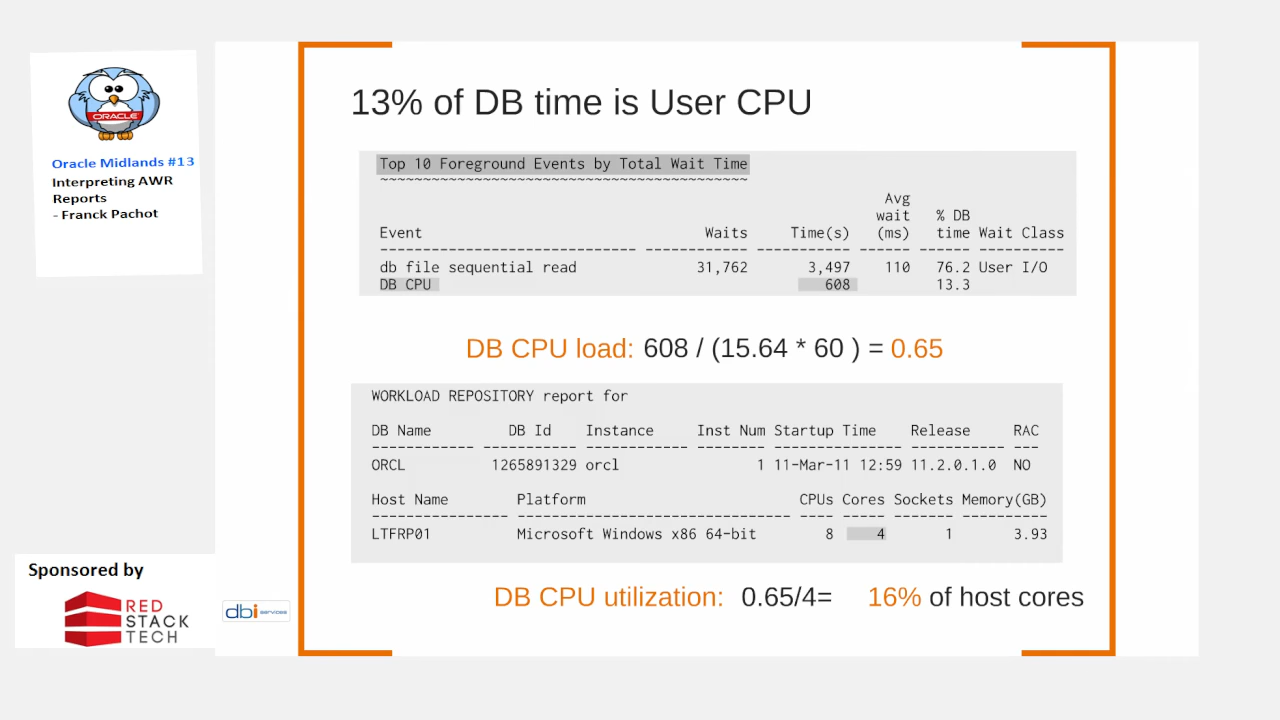 ORACLE
Oracle Midlands #13
Interpreting AWR
Reports
- Franck Pachot
13% of DB time is User CPU
Top 10 Foreground Events by Total Wait Time
~~~~~~~~~~~~~~~~~~~~~~~~~~~~~~~~~~~~~~~~~~~
Avg
wait % DB
Event Waits Time(s) (ms) time Wait Class
------------------------------ ------------ ----------- ------ ------ ----------
db file sequential read 31,762 3,497 110 76.2 User I/O
DB CPU 608 13.3
DB CPU load: 608 / (15.64 * 60 ) = 0.65
WORKLOAD REPOSITORY report for
DB Name DB Id Instance Inst Num Startup Time Release RAC
------------ ----------- ------------ -------- --------------- ----------- ---
ORCL 1265891329 orcl 1 11-Mar-11 12:59 11.2.0.1.0 NO
Host Name Platform CPUs Cores Sockets Memory(GB)
---------------- -------------------------------- ---- ----- ------- ----------
LTFRP01 Microsoft Windows x86 64-bit 8 4 1 3.93
DB CPU utilization: 0.65/4= 16% of host cores
Sponsored by
RED
STACK
TECH
dbi services